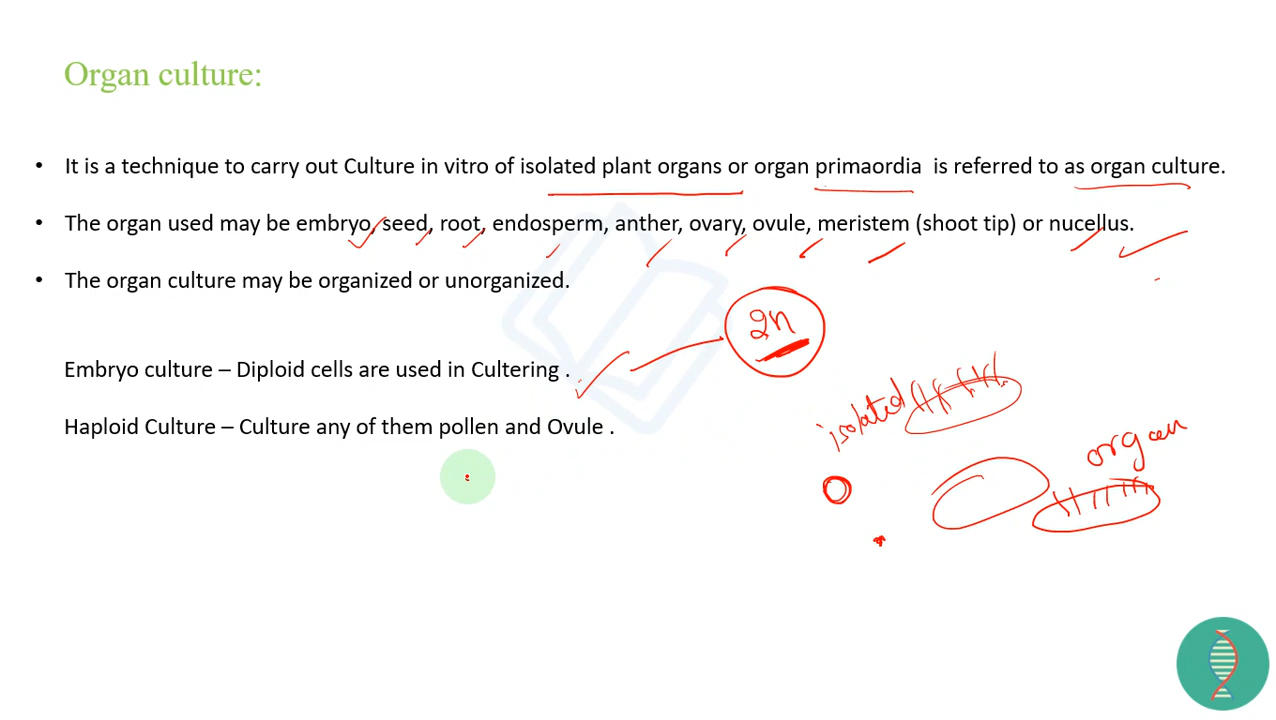 Organ culture:
• It is a technique to carry out Culture in vitro of isolated plant organs or organ primaordia is referred to as organ culture.
• The organ used may be embryo, seed, root, endosperm, anther, ovary, ovule, meristem (shoot tip) or nucellus.
• The organ culture may be organized or unorganized.
2n
Embryo culture – Diploid cells are used in Cultering .
isolated
Haploid Culture – Culture any of them pollen and Ovule .
organ